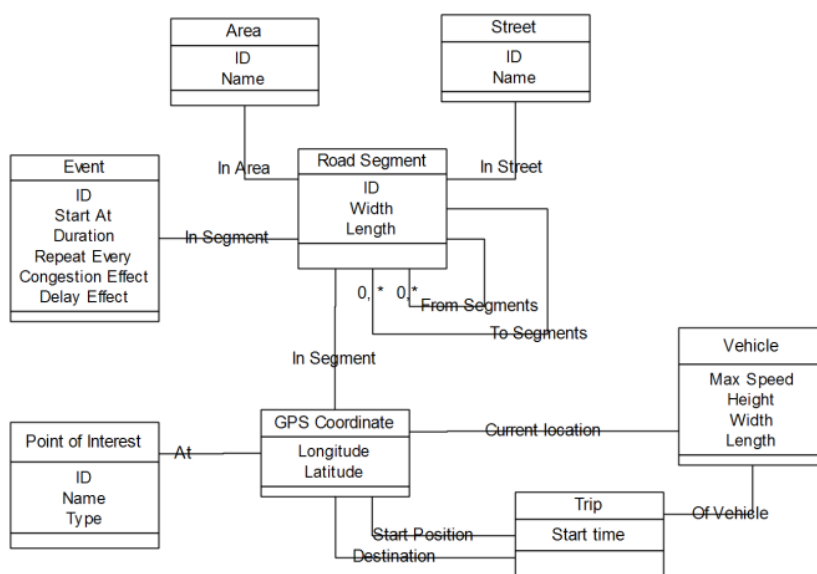 Area
ID
Name
Street
ID
Name
In Area
In Street
Event
ID
Start At
Duration
Repeat Every
Congestion Effect
Delay Effect
In Segment
Road Segment
ID
Width
Length
0, *
0,*
From Segments
To Segments
In Segment
Vehicle
Max Speed
Height
Width
Length
Point of Interest
ID
Name
Type
At
GPS Coordinate
Longitude
Latitude
Current location
Start Position
Destination
Trip
Start time
Of Vehicle